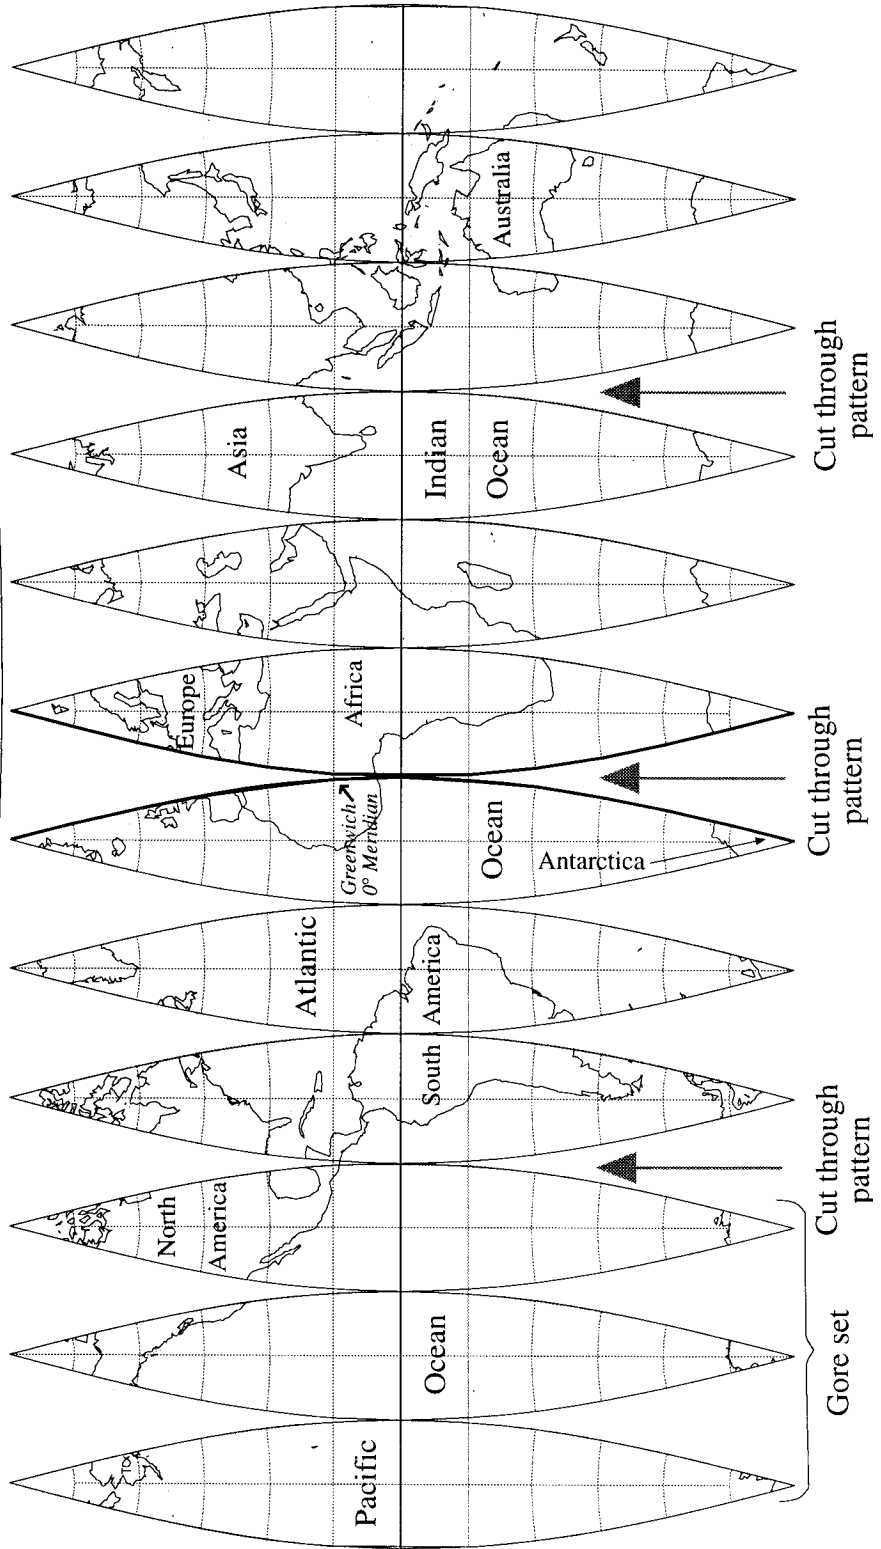 Pacific
Ocean
North
America
South
America
Atlantic
Ocean
Greenwich
0° Meridian
Antarctica
Europe
Africa
Asia
Indian
Ocean
Australia
Gore set
Cut through
pattern
Cut through
pattern
Cut through
pattern